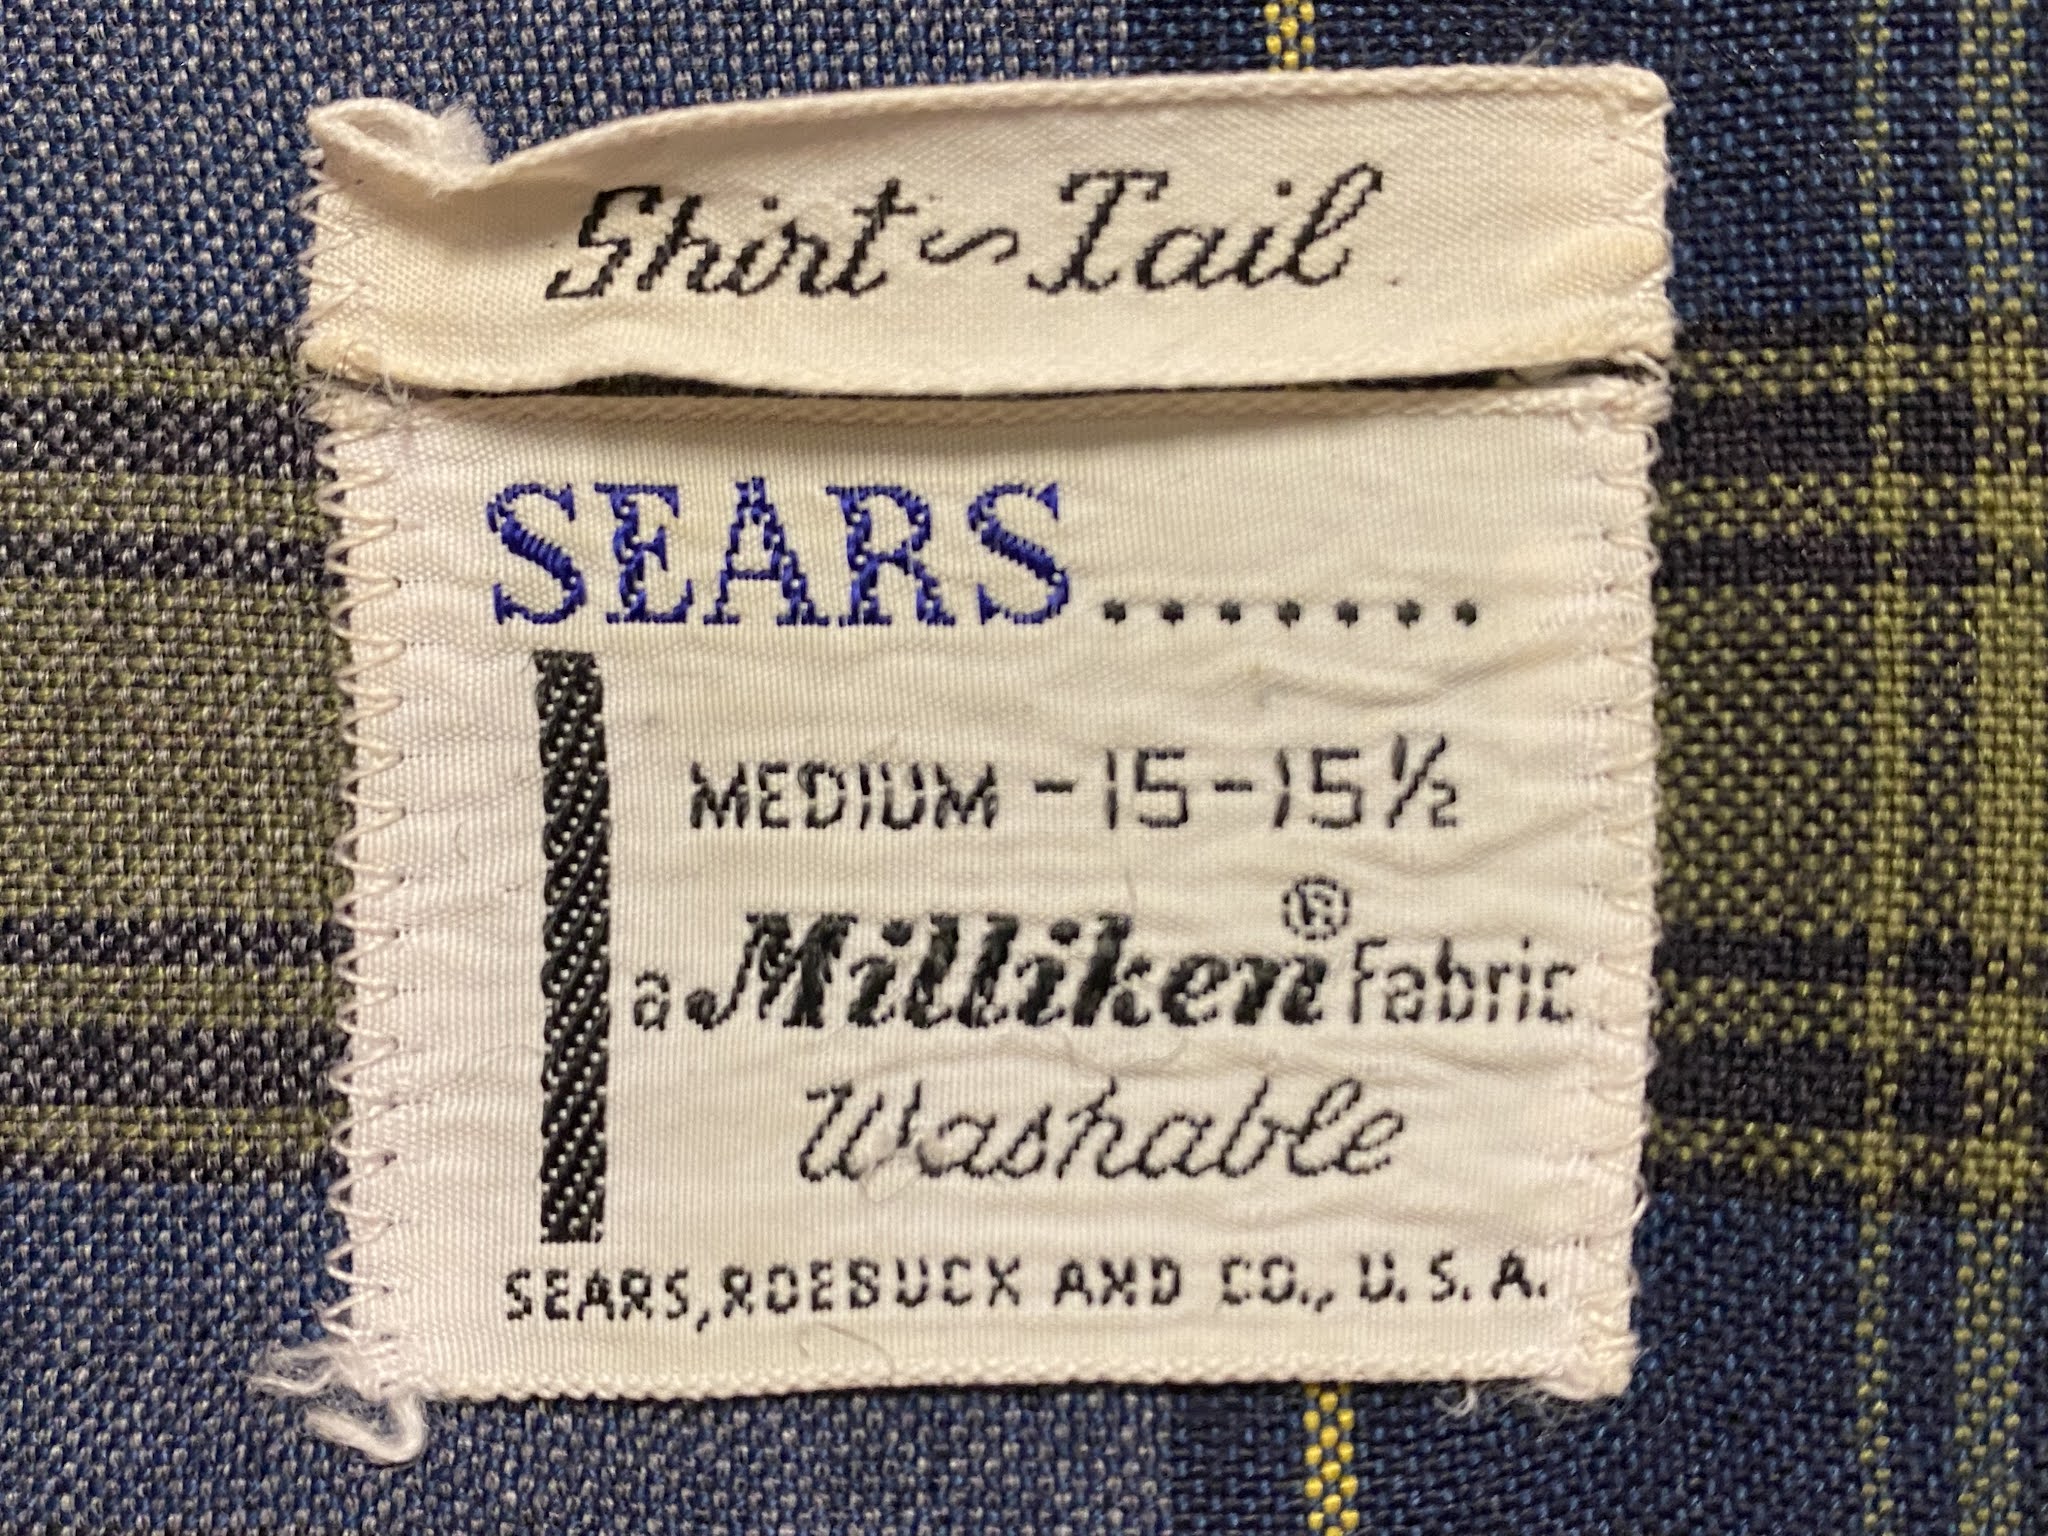 Shirt~Tail
SEARS.......
MEDIUM -15-15½
a Milliken® Fabric
Washable
SEARS, ROEBUCK AND CO., U.S.A.